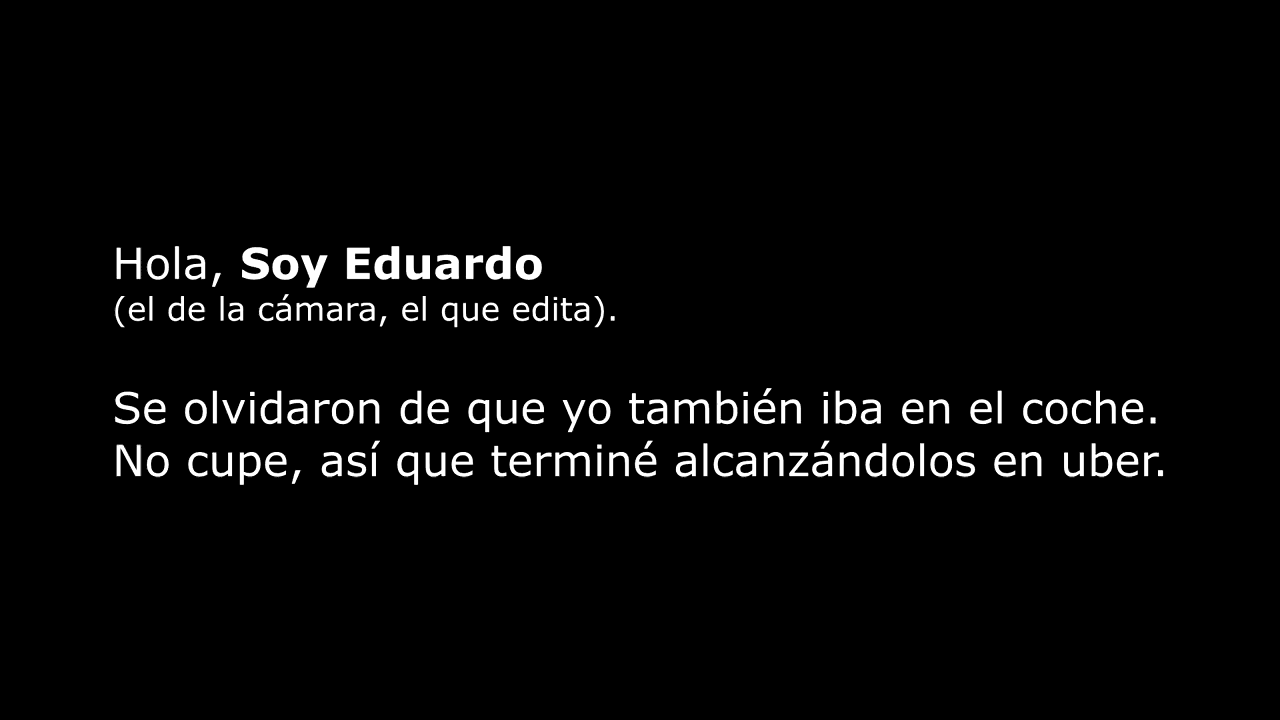 Hola, Soy Eduardo
(el de la cámara, el que edita).
Se olvidaron de que yo también iba en el coche.
No cupe, así que terminé alcanzándolos en uber.